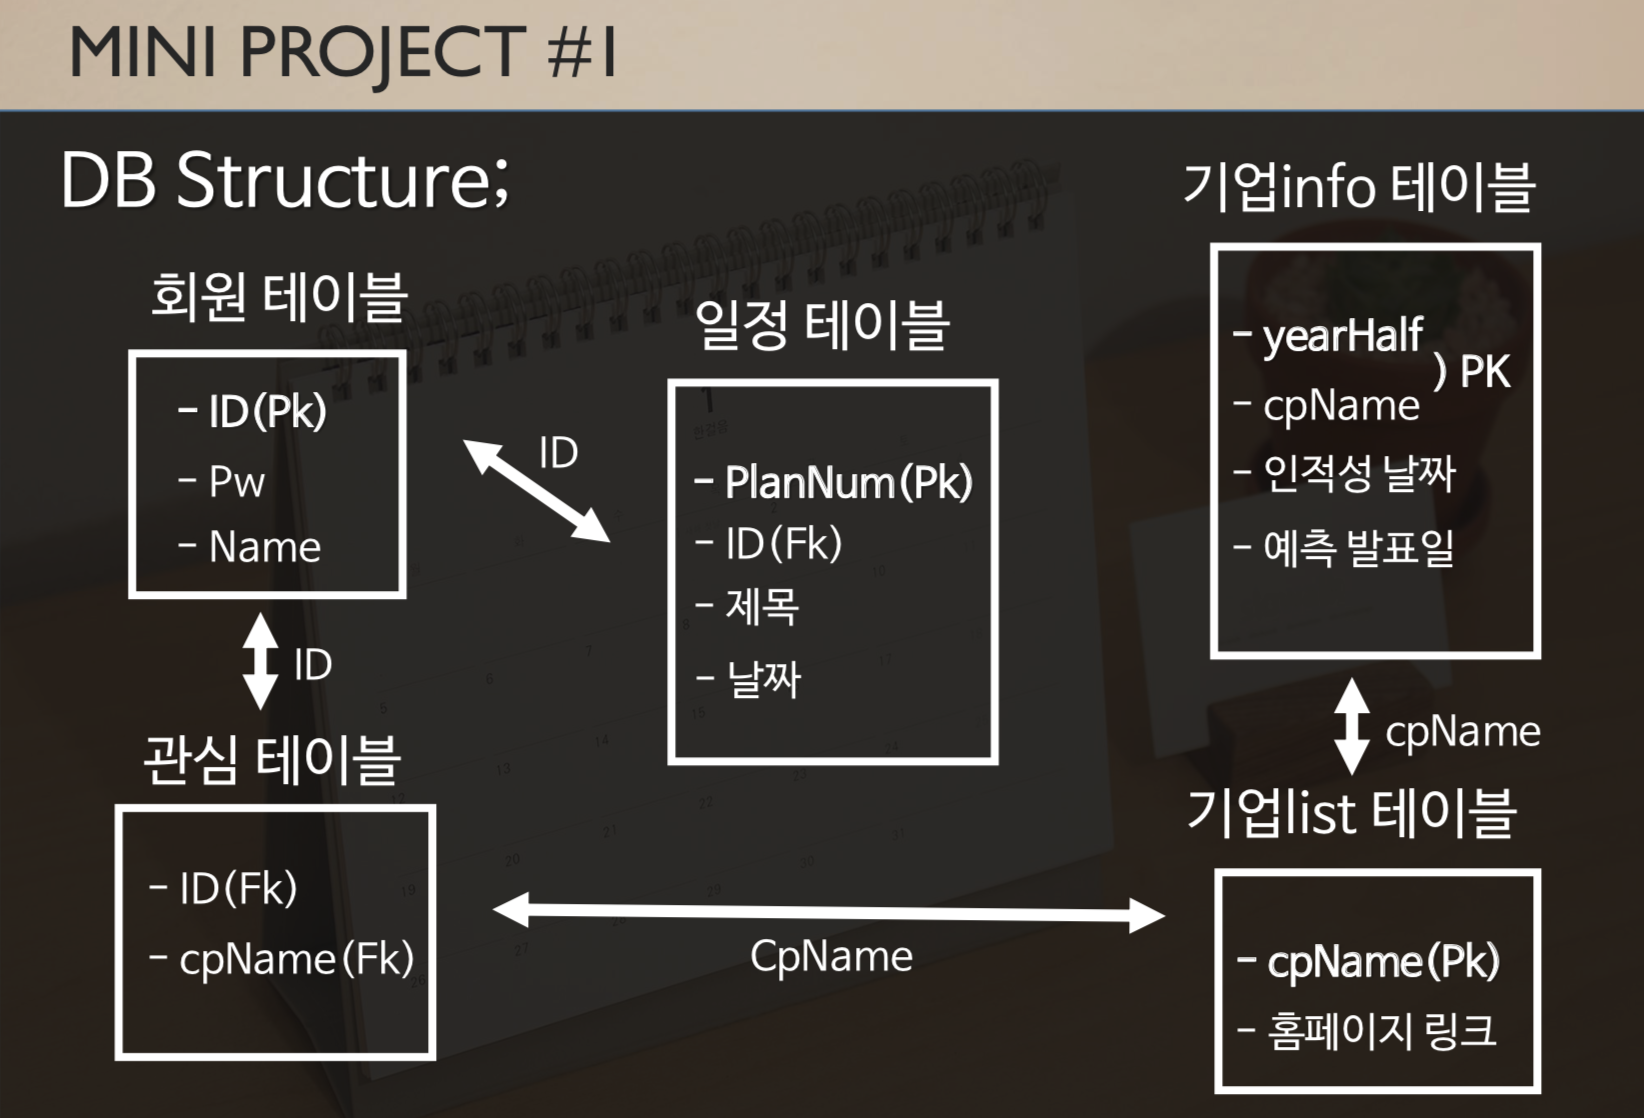 MINI PROJECT #1
DB Structure;
회원 테이블
- ID(Pk)
- Pw
- Name
ID
ID
관심 테이블
- ID(Fk)
- cpName(Fk)
일정 테이블
- PlanNum(Pk)
- ID(Fk)
- 제목
- 날짜
CpName
기업info 테이블
- yearHalf
) PK
- cpName
- 인적성 날짜
- 예측 발표일
cpName
기업list 테이블
- cpName(Pk)
- 홈페이지 링크